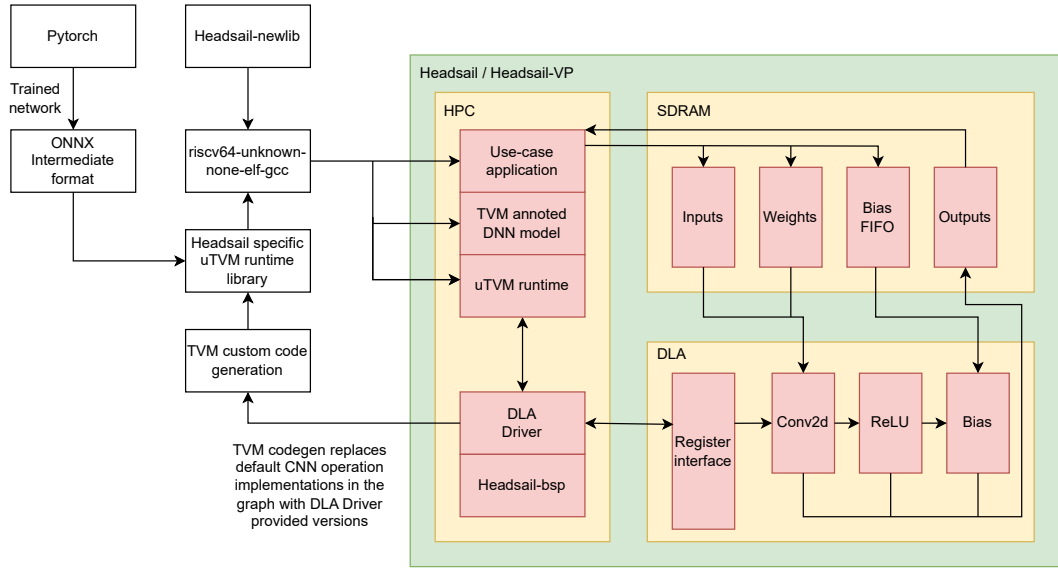 Pytorch
Headsail-newlib
Trained
network
ONNX
Intermediate
format
riscv64-unknown-
none-elf-gcc
Headsail specific
uTVM runtime
library
TVM custom code
generation
TVM codegen replaces
default CNN operation
implementations in the
graph with DLA Driver
provided versions
Headsail / Headsail-VP
HPC
Use-case
application
TVM annoted
DNN model
uTVM runtime
DLA
Driver
Headsail-bsp
SDRAM
Inputs
Weights
Bias
FIFO
Outputs
DLA
Register
interface
Conv2d
ReLU
Bias